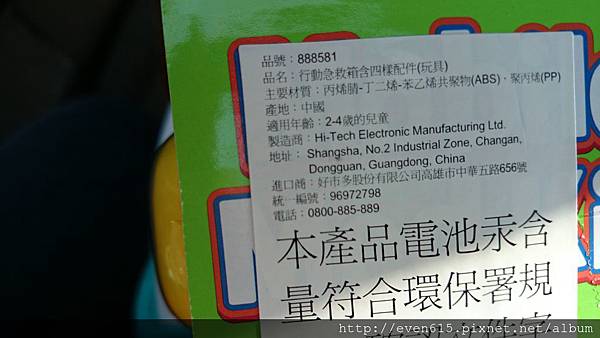 品號：888581
品名：行動急救箱含四樣配件(玩具)
主要材質：丙烯腈-丁二烯-苯乙烯共聚物(ABS)，聚丙烯(PP)
產地：中國
適用年齡：2-4歲的兒童
製造商：Hi-Tech Electronic Manufacturing Ltd.
地址： Shangsha, No.2 Industrial Zone, Changan,
Dongguan, Guangdong, China
進口商：好市多股份有限公司高雄市中華五路656號
統一編號：96972798
電話：0800-885-889
本產品電池汞含
量符合環保署規
http://even615.pixnet.net/album